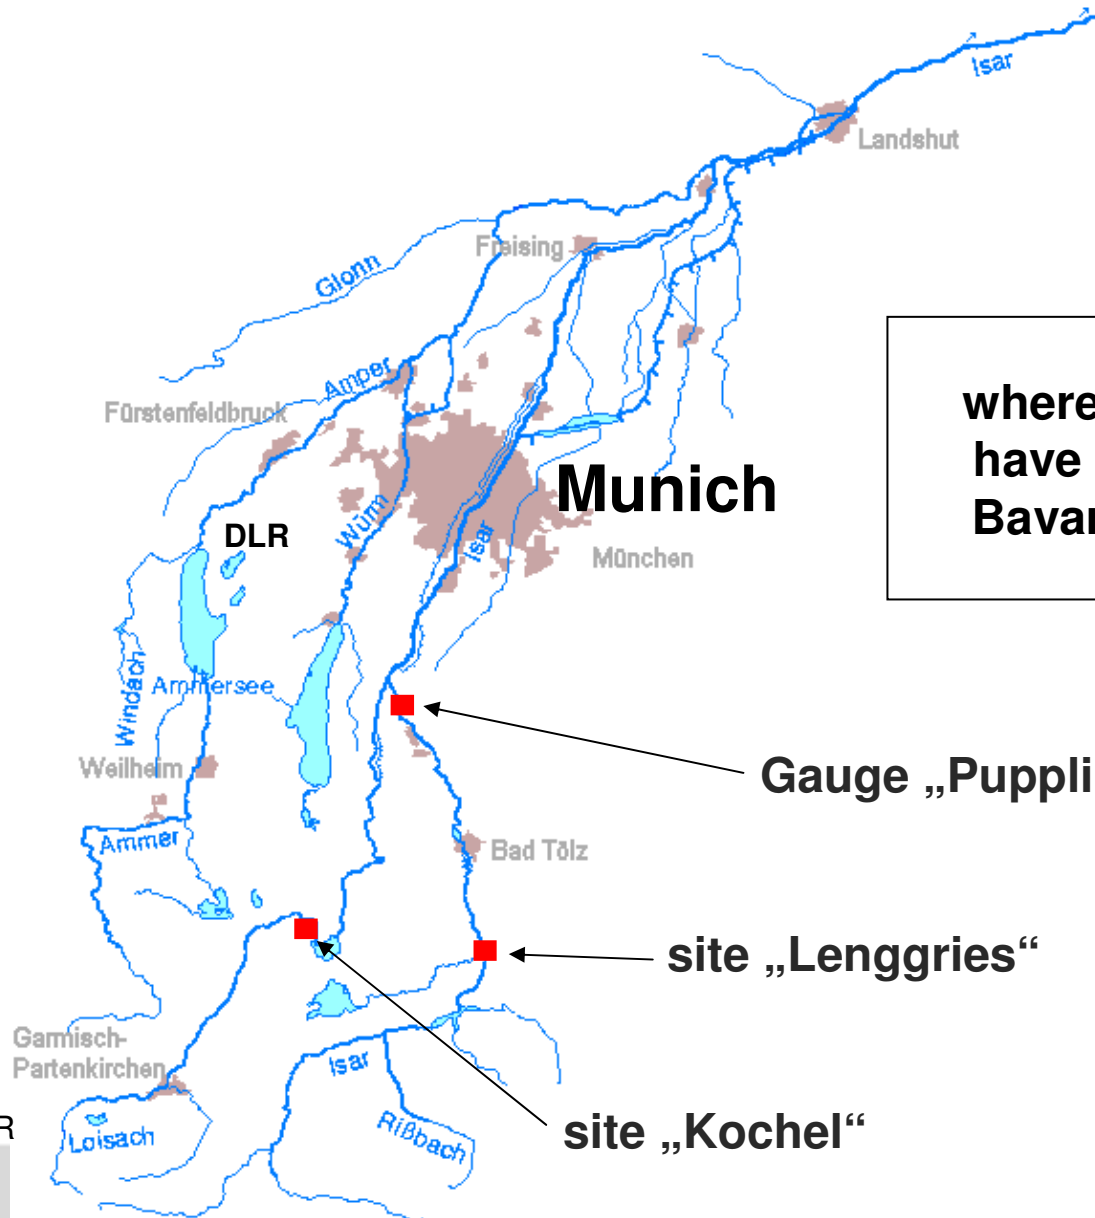 Isar
Landshut
Freising
Glonn
Amper
Fürstenfeldbruck
where
have
Munich
DLR
Würm
Isar
München
Windach
Ammersee
Gauge „Puppli
Weilheim
Ammer
Bad Tölz
site „Lenggries“
Garmisch-
Partenkirchen
Isar
Rißbach
Loisach
site „Kochel“
R